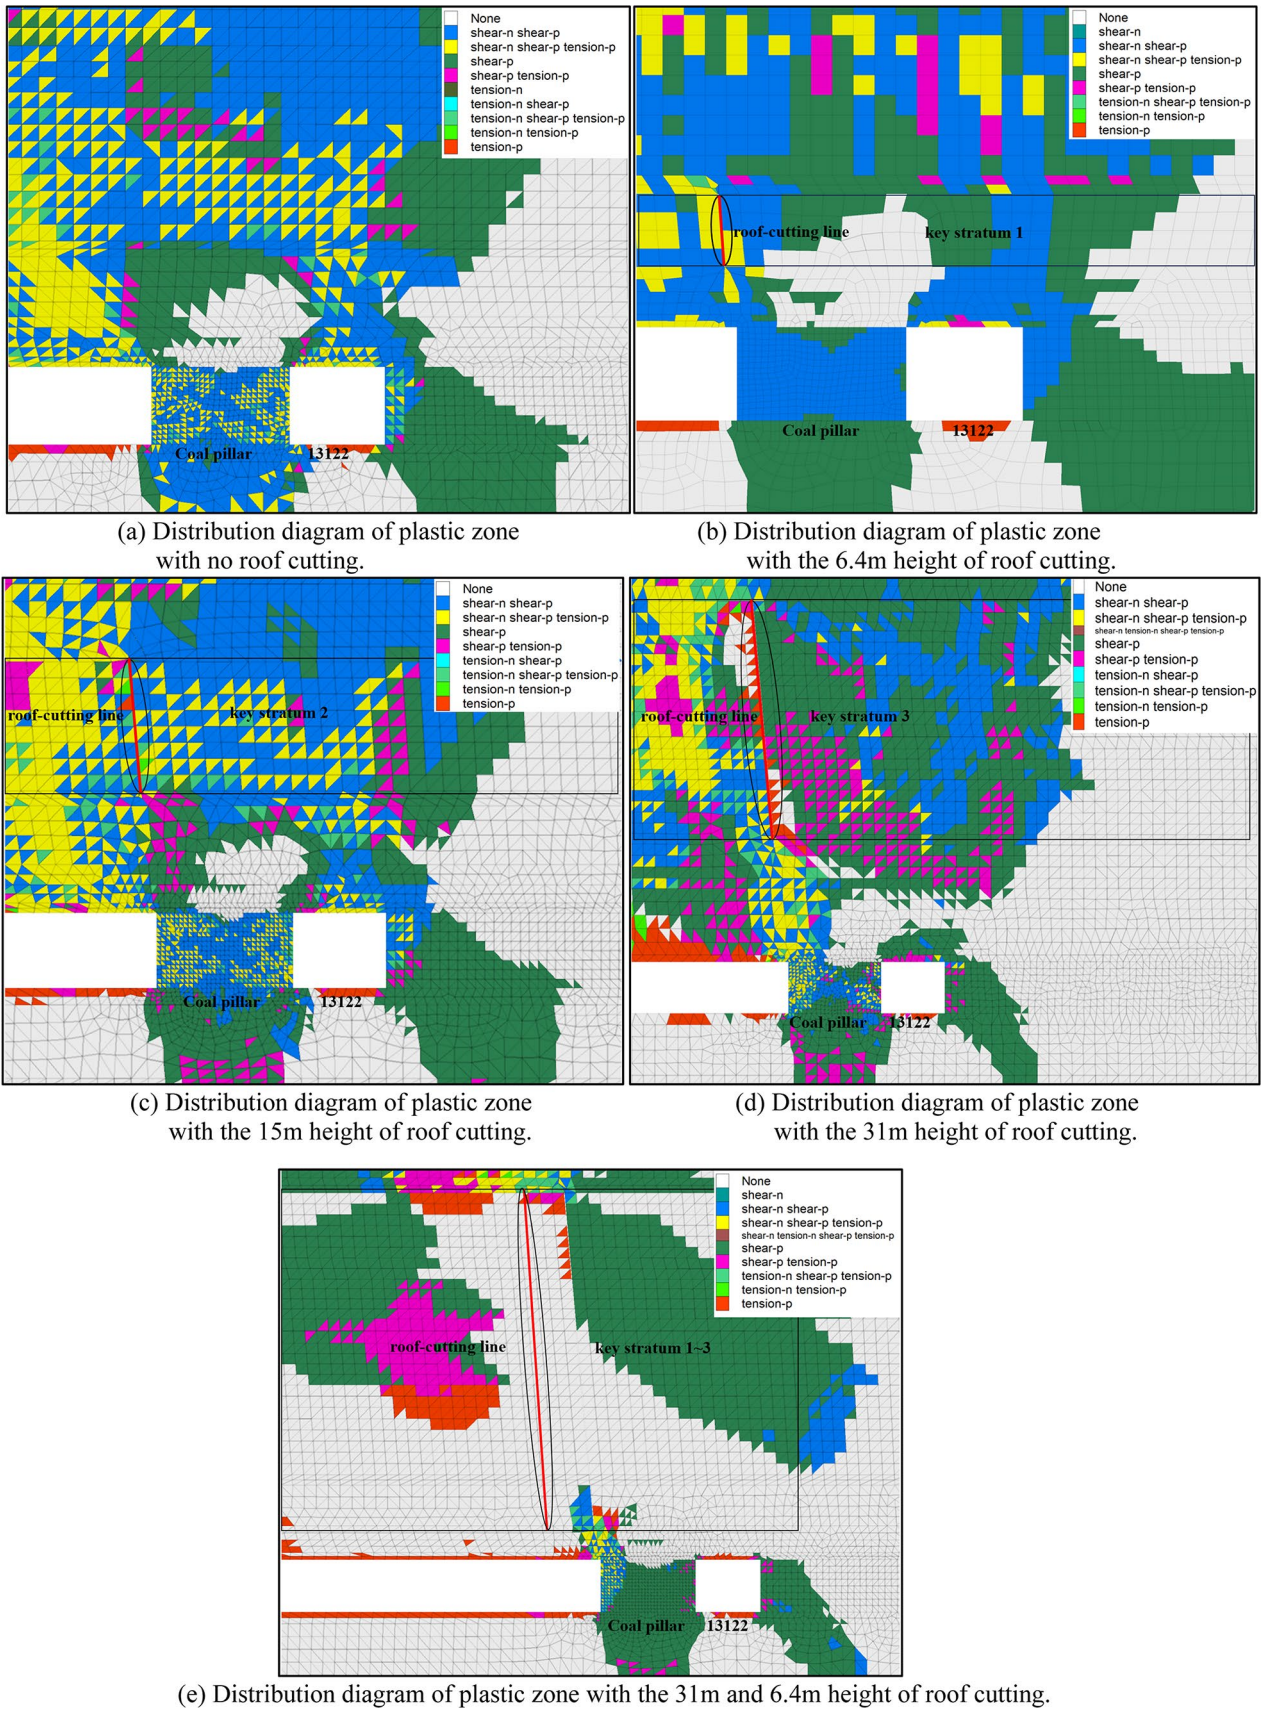 None
shear-n shear-p
shear-n shear-p tension-p
shear-p
shear-p tension-p
tension-n
tension-n shear-p
tension-n shear-p tension-p
tension-n tension-p
tension-p
Coal pillar
13122
None
shear-n
shear-n shear-p
shear-n shear-p tension-p
shear-p
shear-p tension-p
tension-n shear-p tension-p
tension-n tension-p
tension-p
roof-cutting line
key stratum 1
Coal pillar
13122
(a) Distribution diagram of plastic zone
with no roof cutting.
(b) Distribution diagram of plastic zone
with the 6.4m height of roof cutting.
None
shear-n shear-p
shear-n shear-p tension-p
shear-p
shear-p tension-p
tension-n shear-p
tension-n shear-p tension-p
tension-n tension-p
tension-p
roof-cutting line
key stratum 2
Coal pillar
13122
None
shear-n shear-p
shear-n shear-p tension-p
shear-n tension-n shear-p tension-p
shear-p
shear-p tension-p
tension-n shear-p
tension-n shear-p tension-p
tension-n tension-p
tension-p
roof-cutting line
key stratum 3
Coal pillar
13122
(c) Distribution diagram of plastic zone
with the 15m height of roof cutting.
(d) Distribution diagram of plastic zone
with the 31m height of roof cutting.
None
shear-n
shear-n shear-p
shear-n shear-p tension-p
shear-n tension-n shear-p tension-p
shear-p
shear-p tension-p
tension-n shear-p tension-p
tension-n tension-p
tension-p
roof-cutting line
key stratum 1~3
Coal pillar
13122
(e) Distribution diagram of plastic zone with the 31m and 6.4m height of roof cutting.